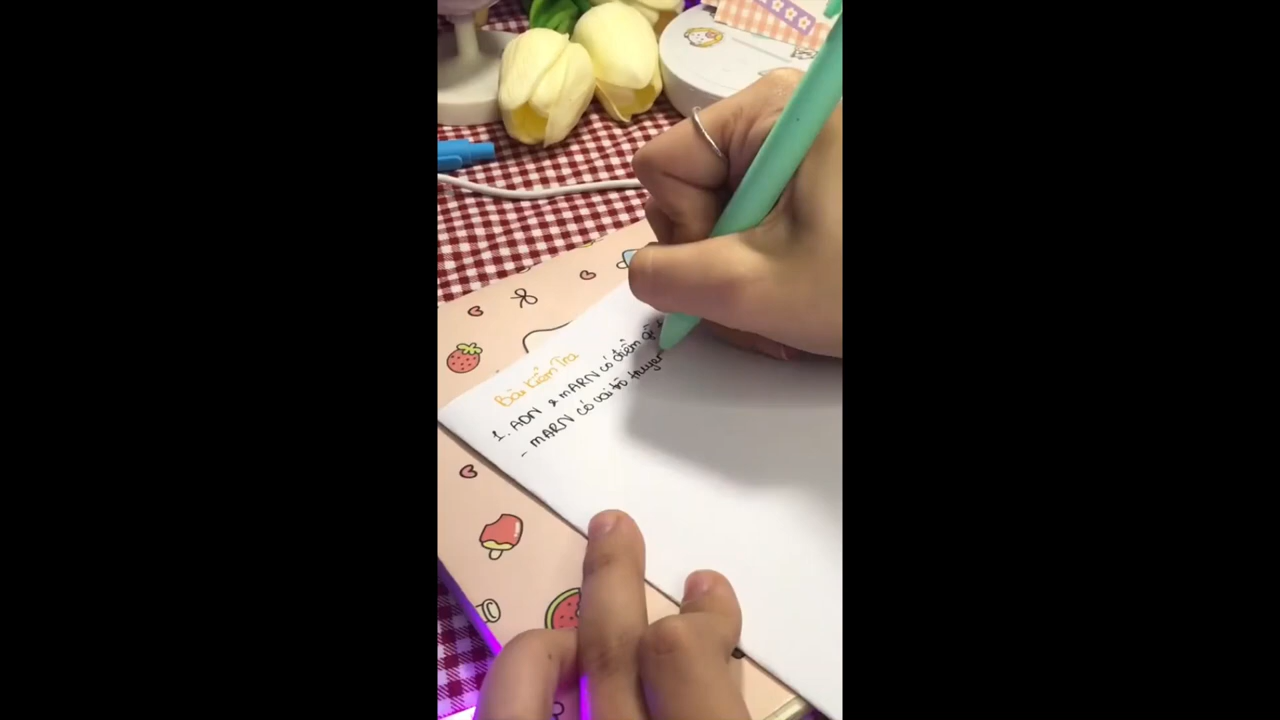 Bài Kiểm Tra
1. ADN & mARN có điểm gì
- mARN có vai trò truyền